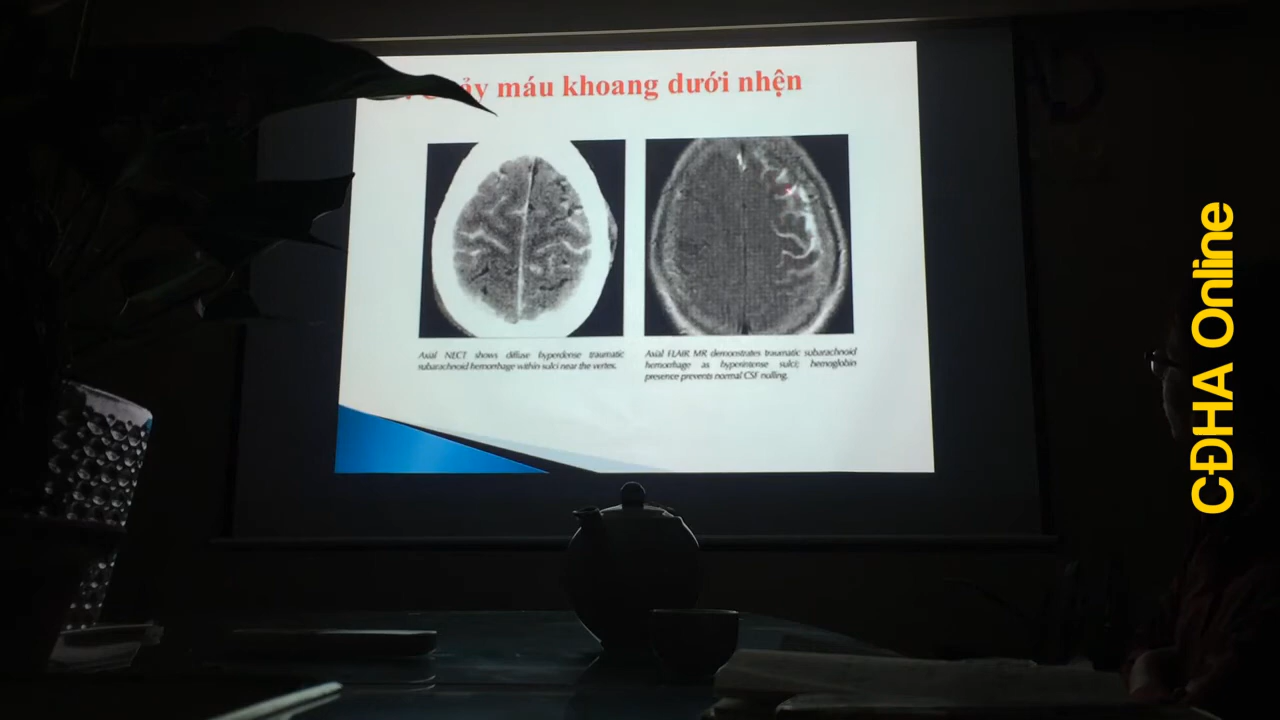 máu khoang dưới nhện
Axial NECT shows diffuse hyperdense traumatic
subarachnoid hemorrhage within sulci near the vertex.
Axial FLAIR MR demonstrates traumatic subarachnoid
hemorrhage as hyperintense sulci; hemoglobin
presence prevents normal CSF nulling.
CĐHA Online